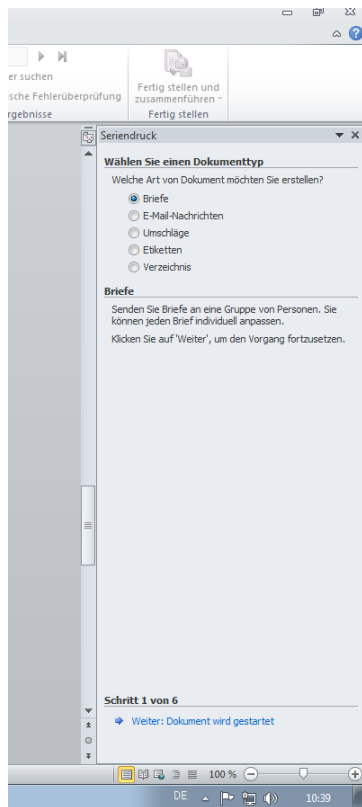 er suchen
ische Fehlerüberprüfung
rgebnisse
Fertig stellen und
zusammenführen
Fertig stellen
Seriendruck
Wählen Sie einen Dokumenttyp
Welche Art von Dokument möchten Sie erstellen?
Briefe
E-Mail-Nachrichten
Umschläge
Etiketten
Verzeichnis
Briefe
Senden Sie Briefe an eine Gruppe von Personen. Sie
können jeden Brief individuell anpassen.
Klicken Sie auf 'Weiter', um den Vorgang fortzusetzen.
Schritt 1 von 6
Weiter: Dokument wird gestartet
100 %
DE
10:39